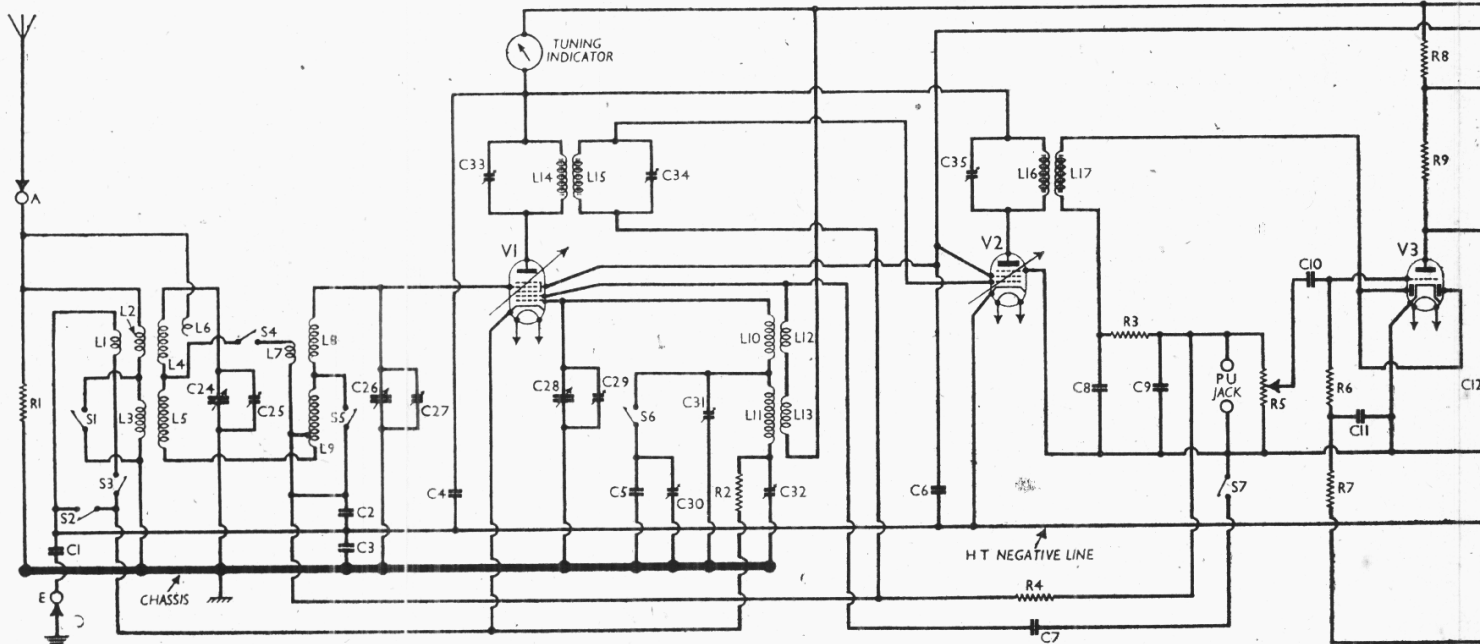 TUNING
INDICATOR
R8
C33
L14
L15
C34
C35
L16
L17
R9
A
V1
V2
V3
C10
L2
L6
S4
L1
L7
L8
L10
L12
R3
L4
C24
C25
C26
C27
C28
C29
S6
C31
C8
C9
PU
JACK
R5
R6
C12
R1
S1
L3
L5
S5
L9
L11
L13
C11
S3
C4
C5
C30
R2
C32
C6
S7
R7
S2
C2
C1
C3
HT NEGATIVE LINE
E
CHASSIS
R4
C7